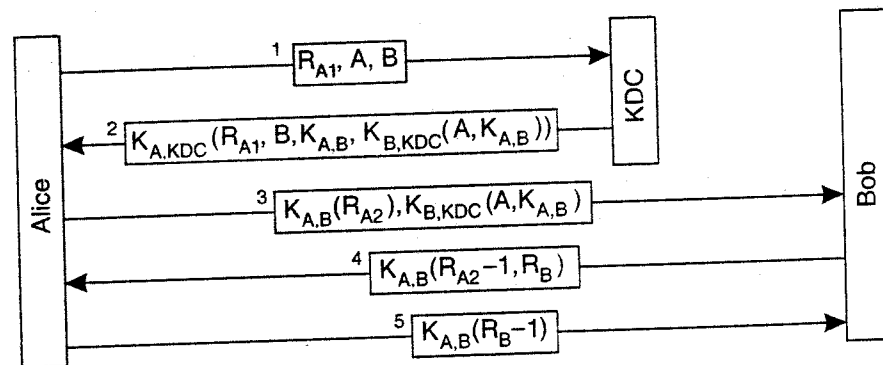 1 R_A1, A, B
KDC
2 K_A,KDC(R_A1, B, K_A,B, K_B,KDC(A, K_A,B))
Alice
3 K_A,B(R_A2), K_B,KDC(A, K_A,B)
Bob
4 K_A,B(R_A2−1, R_B)
5 K_A,B(R_B−1)